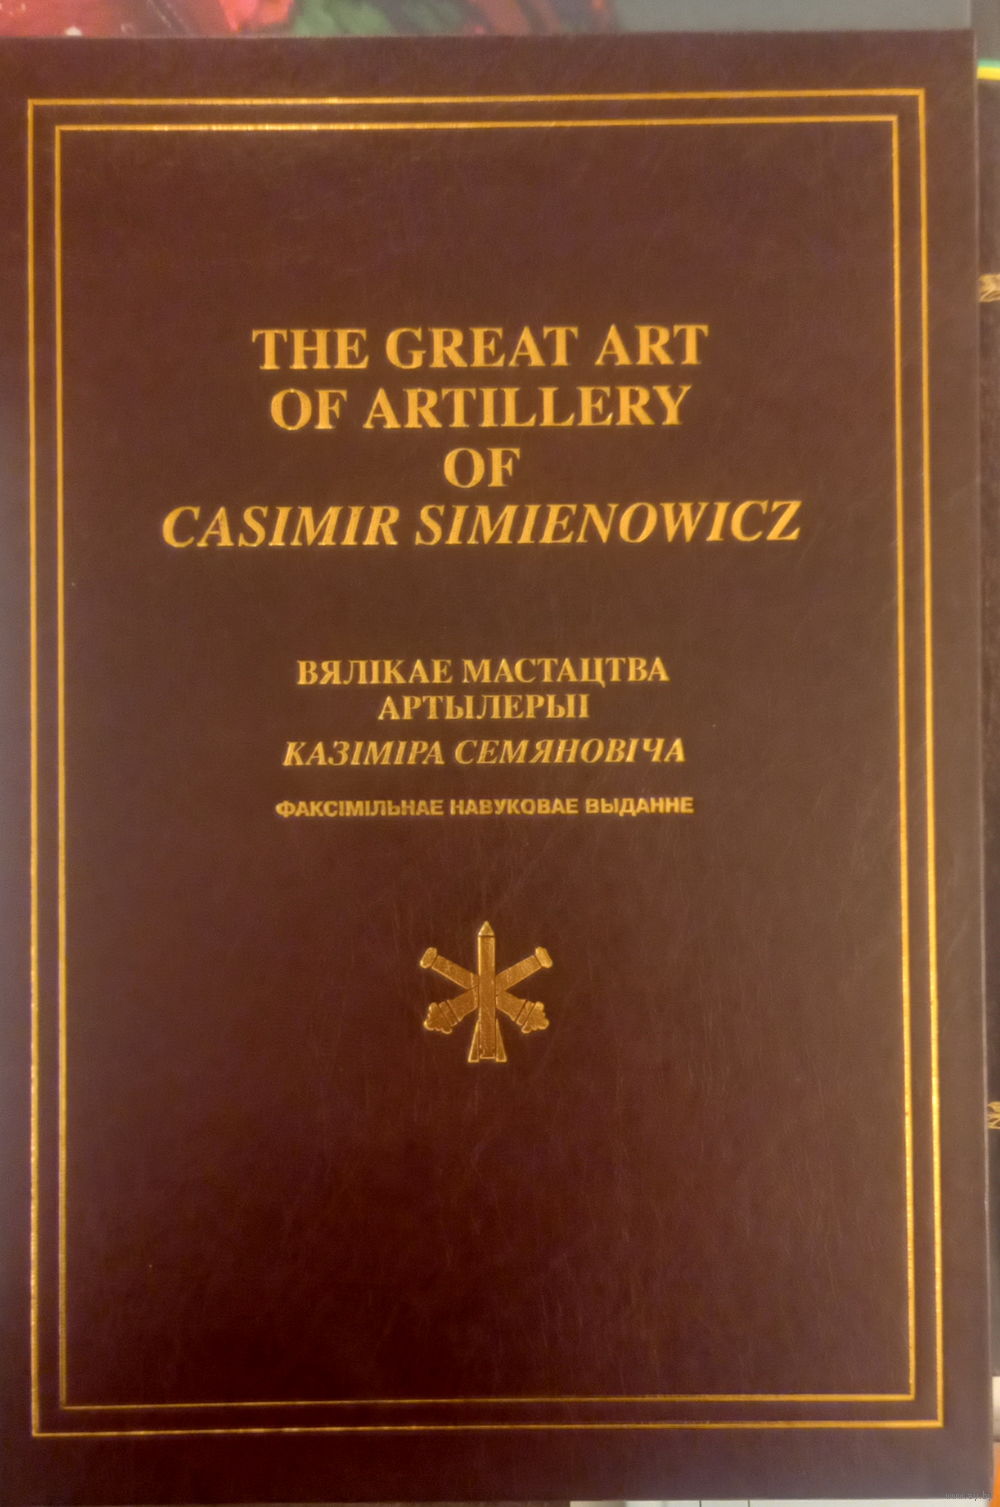 THE GREAT ART
OF ARTILLERY
OF
CASIMIR SIMIENOWICZ
ВЯЛІКАЕ МАСТАЦТВА
АРТЫЛЕРЫІ
КАЗІМІРА СЕМЯНОВІЧА
ФАКСІМІЛЬНАЕ НАВУКОВАЕ ВЫДАННЕ